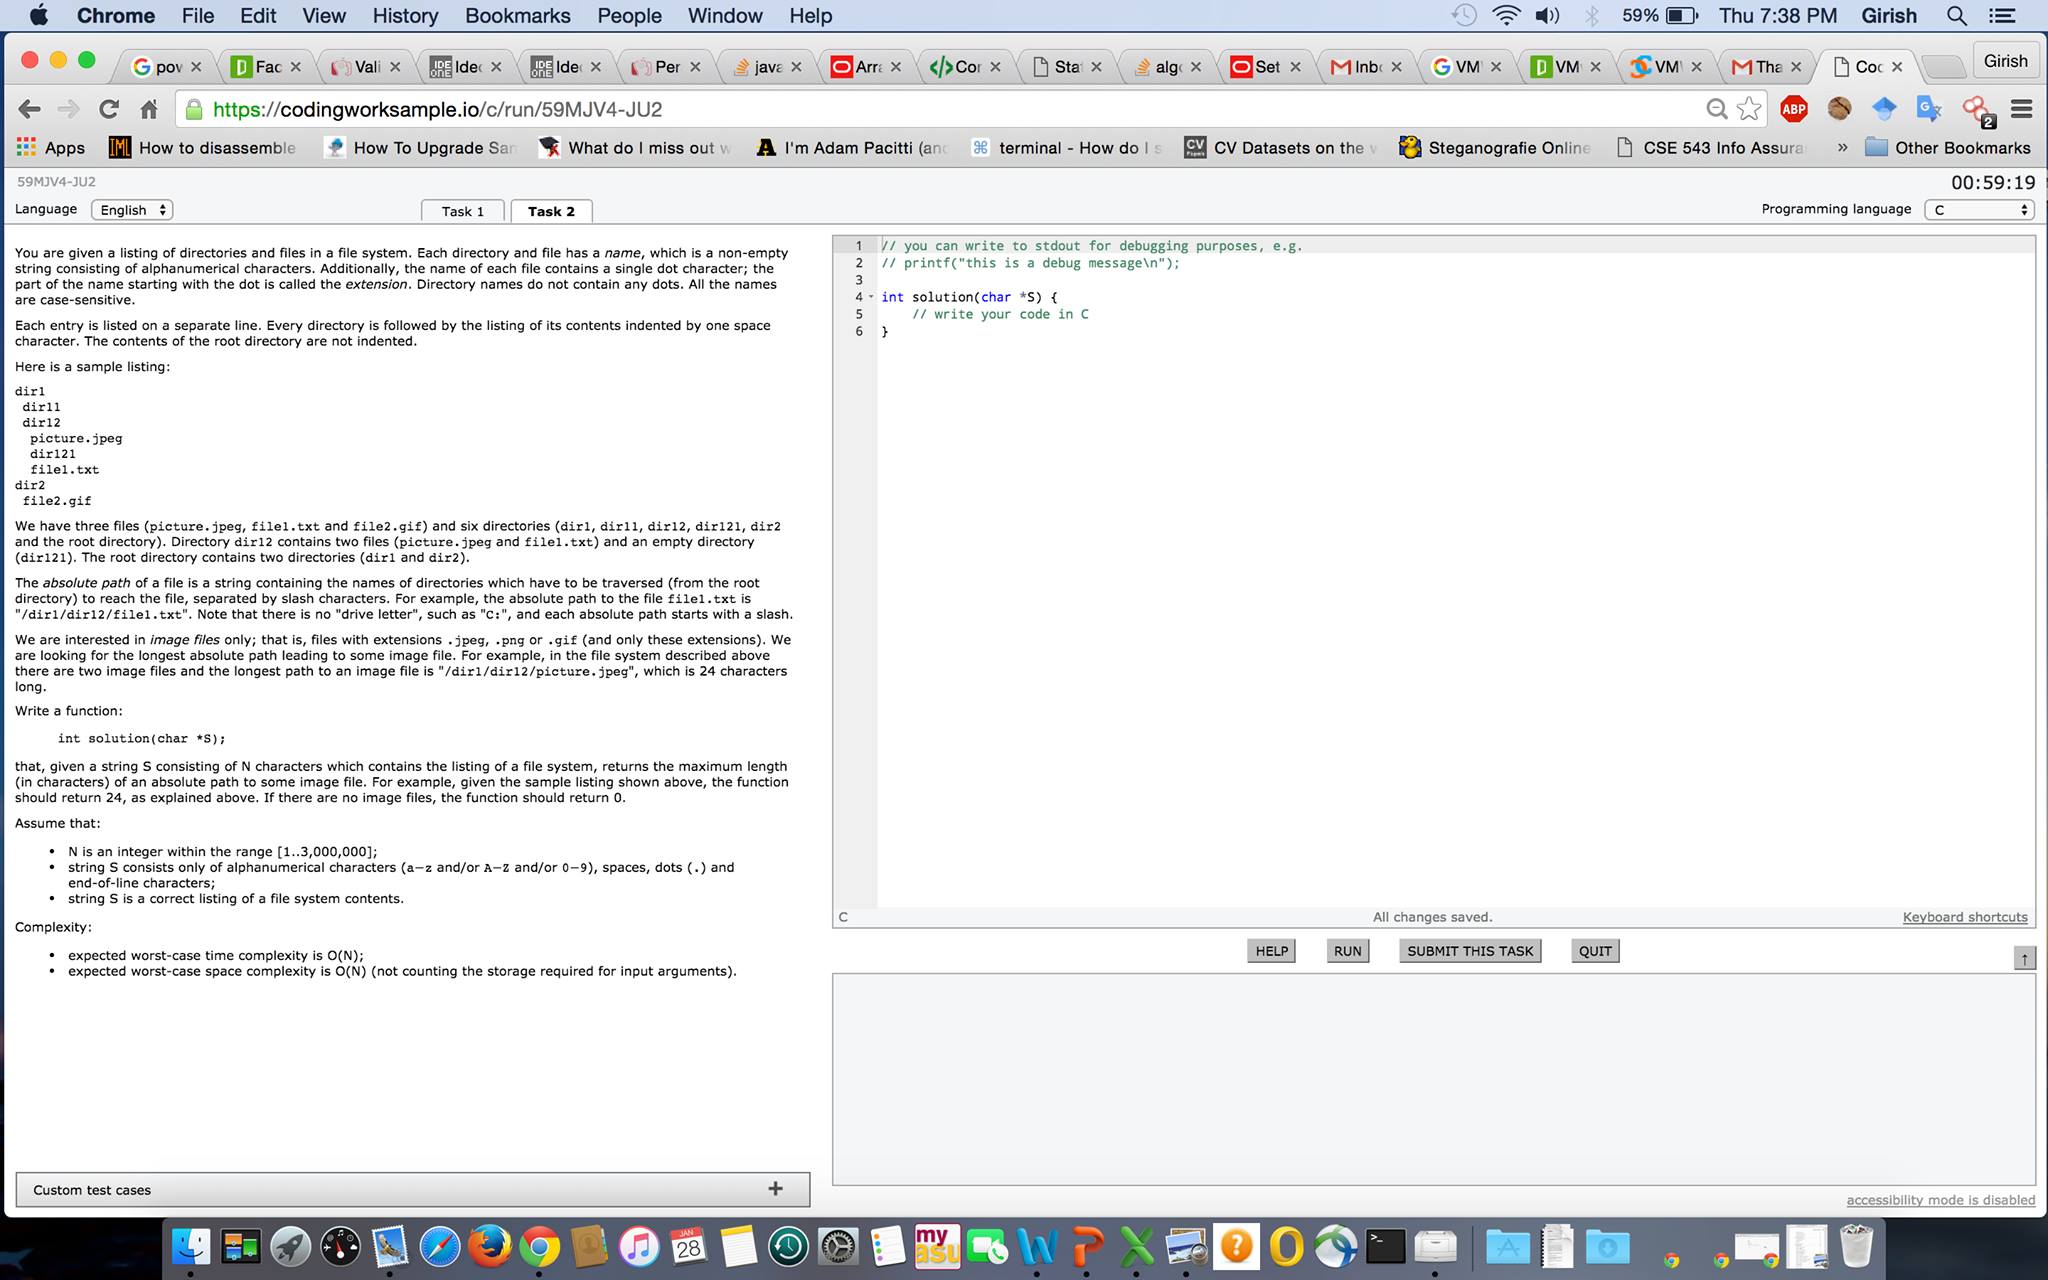 Chrome File Edit View History Bookmarks People Window Help 59% Thu 7:38 PM Girish
pov Fac Vali Ide Ide Per java Arra Cor Sta algo Set Inbo VM VM VM Tha Coc Girish
https://codingworksample.io/c/run/59MJV4-JU2 ABP 2
Apps How to disassemble How To Upgrade San What do I miss out w I'm Adam Pacitti (and terminal - How do I s CV Datasets on the Steganografie Online CSE 543 Info Assura » Other Bookmarks
59MJV4-JU2 00:59:19
Language English Task 1 Task 2 Programming language C
You are given a listing of directories and files in a file system. Each directory and file has a name, which is a non-empty
string consisting of alphanumerical characters. Additionally, the name of each file contains a single dot character; the
part of the name starting with the dot is called the extension. Directory names do not contain any dots. All the names
are case-sensitive.
Each entry is listed on a separate line. Every directory is followed by the listing of its contents indented by one space
character. The contents of the root directory are not indented.
Here is a sample listing:
dir1
 dir11
 dir12
  picture.jpeg
  dir121
  file1.txt
dir2
 file2.gif
We have three files (picture.jpeg, file1.txt and file2.gif) and six directories (dir1, dir11, dir12, dir121, dir2
and the root directory). Directory dir12 contains two files (picture.jpeg and file1.txt) and an empty directory
(dir121). The root directory contains two directories (dir1 and dir2).
The absolute path of a file is a string containing the names of directories which have to be traversed (from the root
directory) to reach the file, separated by slash characters. For example, the absolute path to the file file1.txt is
"/dir1/dir12/file1.txt". Note that there is no "drive letter", such as "C:", and each absolute path starts with a slash.
We are interested in image files only; that is, files with extensions .jpeg, .png or .gif (and only these extensions). We
are looking for the longest absolute path leading to some image file. For example, in the file system described above
there are two image files and the longest path to an image file is "/dir1/dir12/picture.jpeg", which is 24 characters
long.
Write a function:
int solution(char *S);
that, given a string S consisting of N characters which contains the listing of a file system, returns the maximum length
(in characters) of an absolute path to some image file. For example, given the sample listing shown above, the function
should return 24, as explained above. If there are no image files, the function should return 0.
Assume that:
• N is an integer within the range [1..3,000,000];
• string S consists only of alphanumerical characters (a-z and/or A-Z and/or 0-9), spaces, dots (.) and
end-of-line characters;
• string S is a correct listing of a file system contents.
Complexity:
• expected worst-case time complexity is O(N);
• expected worst-case space complexity is O(N) (not counting the storage required for input arguments).
Custom test cases +
1 // you can write to stdout for debugging purposes, e.g.
2 // printf("this is a debug message\n");
3
4 int solution(char *S) {
5     // write your code in C
6 }
C All changes saved. Keyboard shortcuts
HELP RUN SUBMIT THIS TASK QUIT ↑
accessibility mode is disabled
my asu JAN 28